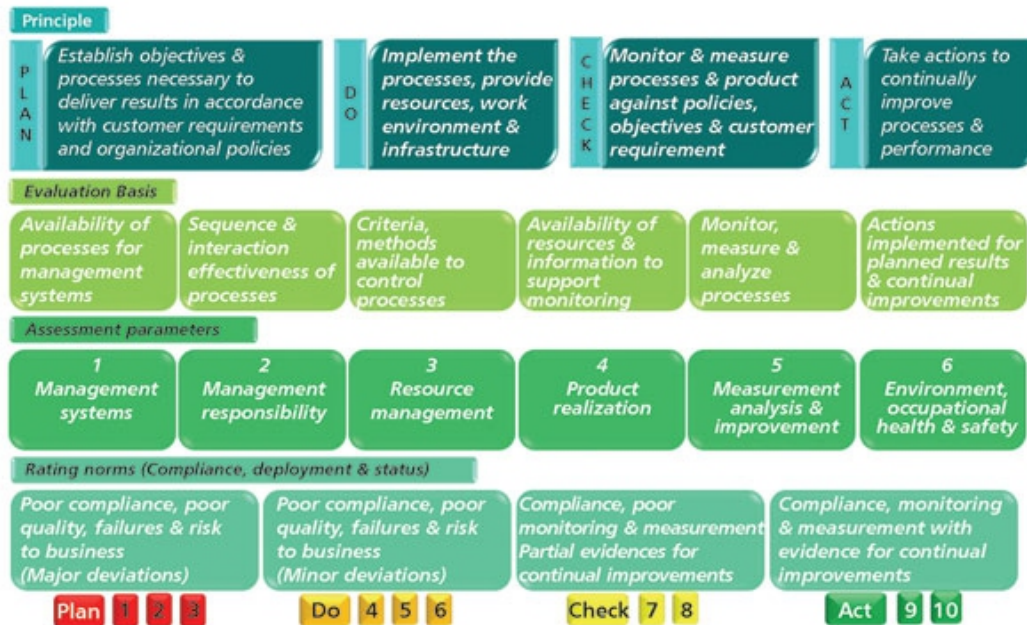 Principle
PLAN
Establish objectives &
processes necessary to
deliver results in accordance
with customer requirements
and organizational policies
DO
Implement the
processes, provide
resources, work
environment &
infrastructure
CHECK
Monitor & measure
processes & product
against policies,
objectives & customer
requirement
ACT
Take actions to
continually
improve
processes &
performance
Evaluation Basis
Availability of
processes for
management
systems
Sequence &
interaction
effectiveness of
processes
Criteria,
methods
available to
control
processes
Availability of
resources &
information to
support
monitoring
Monitor,
measure &
analyze
processes
Actions
implemented for
planned results
& continual
improvements
Assessment parameters
1
Management
systems
2
Management
responsibility
3
Resource
management
4
Product
realization
5
Measurement
analysis &
improvement
6
Environment,
occupational
health & safety
Rating norms (Compliance, deployment & status)
Poor compliance, poor
quality, failures & risk
to business
(Major deviations)
Poor compliance, poor
quality, failures & risk
to business
(Minor deviations)
Compliance, poor
monitoring & measurement
Partial evidences for
continual improvements
Compliance, monitoring
& measurement with
evidence for continual
improvements
Plan 1 2 3
Do 4 5 6
Check 7 8
Act 9 10